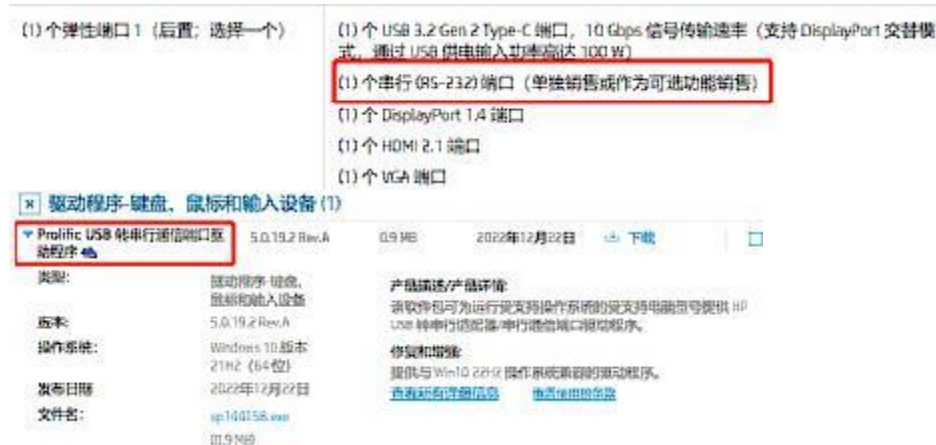 (1) 个弹性端口 1（后置；选择一个）
(1) 个 USB 3.2 Gen 2 Type-C 端口，10 Gbps 信号传输速率（支持 DisplayPort 交替模
式，通过 USB 供电输入功率高达 100 W）
(1) 个串行 (RS-232) 端口（单独销售或作为可选功能销售）
(1) 个 DisplayPort 1.4 端口
(1) 个 HDMI 2.1 端口
(1) 个 VGA 端口
驱动程序-键盘、鼠标和输入设备 (1)
Prolific USB 转串行通信端口驱 5.0.19.2 Rev.A 0.9 MB 2022年12月22日 下载
动程序
类型： 驱动程序-键盘、
鼠标和输入设备
版本： 5.0.19.2 Rev.A
操作系统： Windows 10 版本
21H2（64位）
发布日期 2022年12月22日
文件名： sp144158.exe
产品描述/产品详情
该软件包可为运行受支持操作系统的受支持电脑型号提供 HP
USB 转串行适配器/串行通信端口驱动程序。
修复和增强
提供与 Win10 22H2 操作系统兼容的驱动程序。
查看所有详细信息